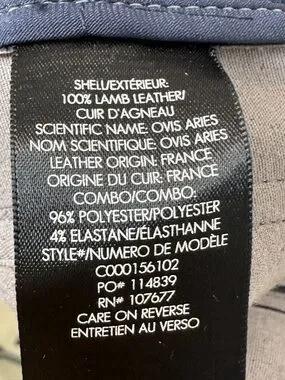 SHELL/EXTÉRIEUR:
100% LAMB LEATHER/
CUIR D'AGNEAU
SCIENTIFIC NAME: OVIS ARIES
NOM SCIENTIFIQUE: OVIS ARIES
LEATHER ORIGIN: FRANCE
ORIGINE DU CUIR: FRANCE
COMBO/COMBO:
96% POLYESTER/POLYESTER
4% ELASTANE/ÉLASTHANNE
STYLE#/NUMERO DE MODÈLE
C000156102
PO# 114839
RN# 107677
CARE ON REVERSE
ENTRETIEN AU VERSO